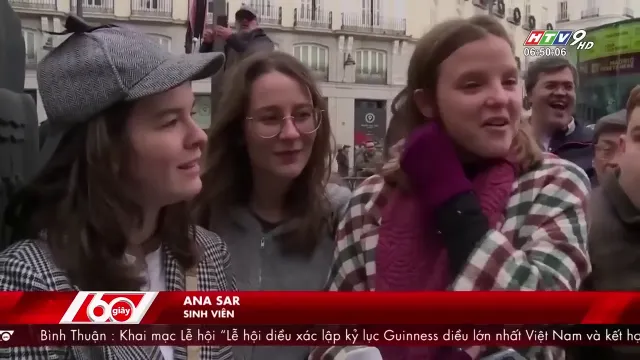 HTV9HD
06:50:06
60 giây
ANA SAR
SINH VIÊN
Bình Thuận : Khai mạc Lễ hội "Lễ hội diều xác lập kỷ lục Guinness diều lớn nhất Việt Nam và kết hợ